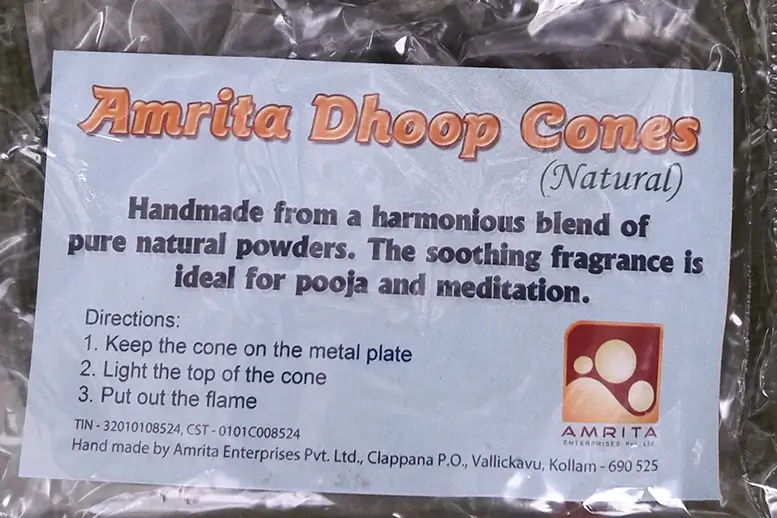 Amrita Dhoop Cones
(Natural)
Handmade from a harmonious blend of
pure natural powders. The soothing fragrance is
ideal for pooja and meditation.
Directions:
1. Keep the cone on the metal plate
2. Light the top of the cone
3. Put out the flame
TIN - 32010108524, CST - 0101C008524
Hand made by Amrita Enterprises Pvt. Ltd., Clappana P.O., Vallickavu, Kollam - 690 525
AMRITA
ENTERPRISES Pvt. Ltd.